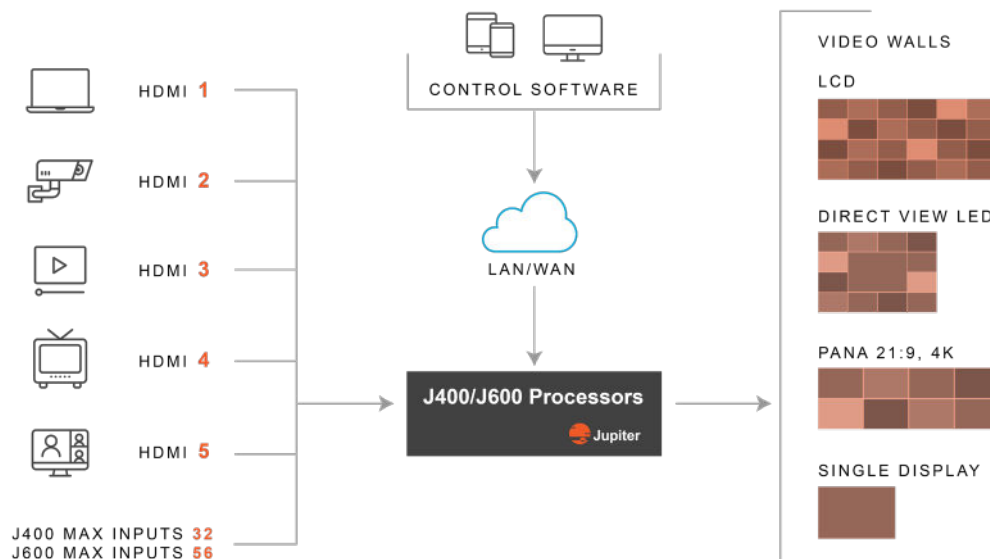 HDMI 1
HDMI 2
HDMI 3
HDMI 4
HDMI 5
J400 MAX INPUTS 32
J600 MAX INPUTS 56
CONTROL SOFTWARE
LAN/WAN
J400/J600 Processors
Jupiter
VIDEO WALLS
LCD
DIRECT VIEW LED
PANA 21:9, 4K
SINGLE DISPLAY